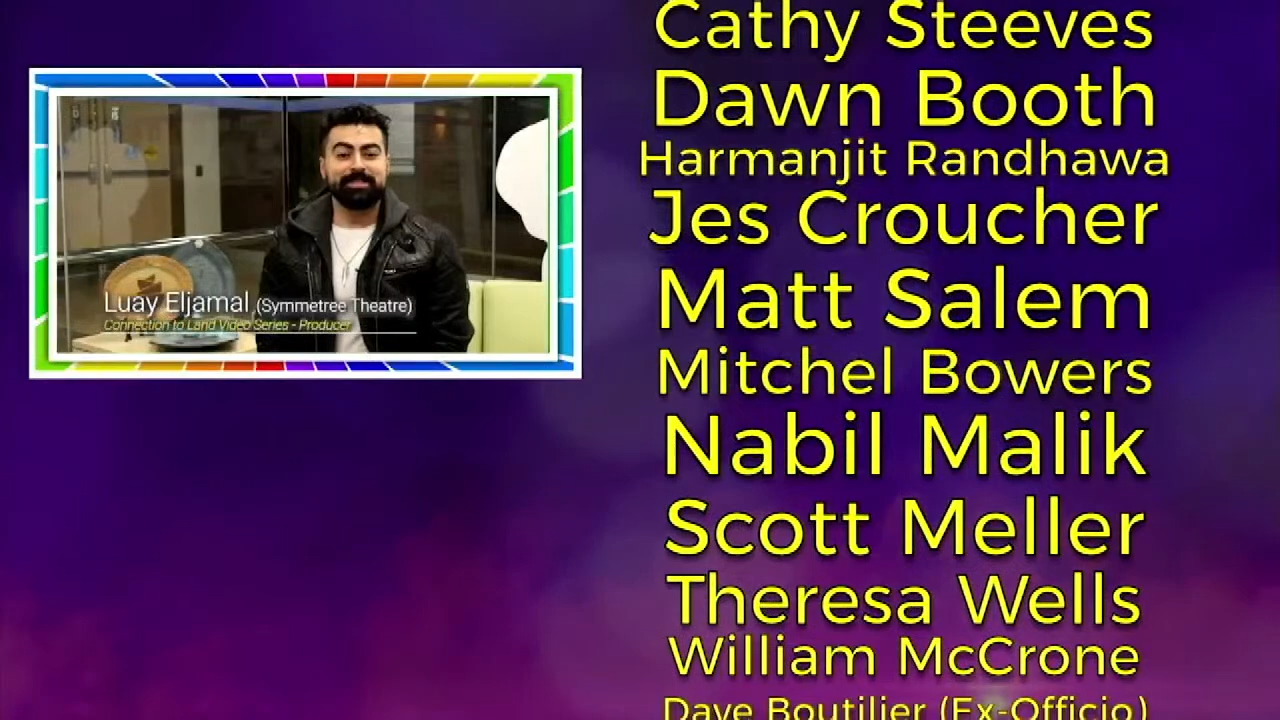 Luay Eljamal (Symmetree Theatre)
Connection to Land Video Series - Producer
Cathy Steeves
Dawn Booth
Harmanjit Randhawa
Jes Croucher
Matt Salem
Mitchel Bowers
Nabil Malik
Scott Meller
Theresa Wells
William McCrone
Dave Boutilier (Ex-Officio)